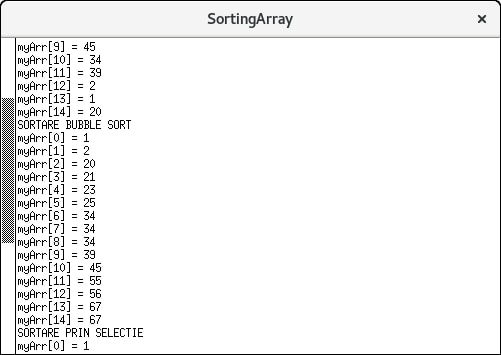 SortingArray
myArr[9] = 45
myArr[10] = 34
myArr[11] = 39
myArr[12] = 2
myArr[13] = 1
myArr[14] = 20
SORTARE BUBBLE SORT
myArr[0] = 1
myArr[1] = 2
myArr[2] = 20
myArr[3] = 21
myArr[4] = 23
myArr[5] = 25
myArr[6] = 34
myArr[7] = 34
myArr[8] = 34
myArr[9] = 39
myArr[10] = 45
myArr[11] = 55
myArr[12] = 56
myArr[13] = 67
myArr[14] = 67
SORTARE PRIN SELECTIE
myArr[0] = 1